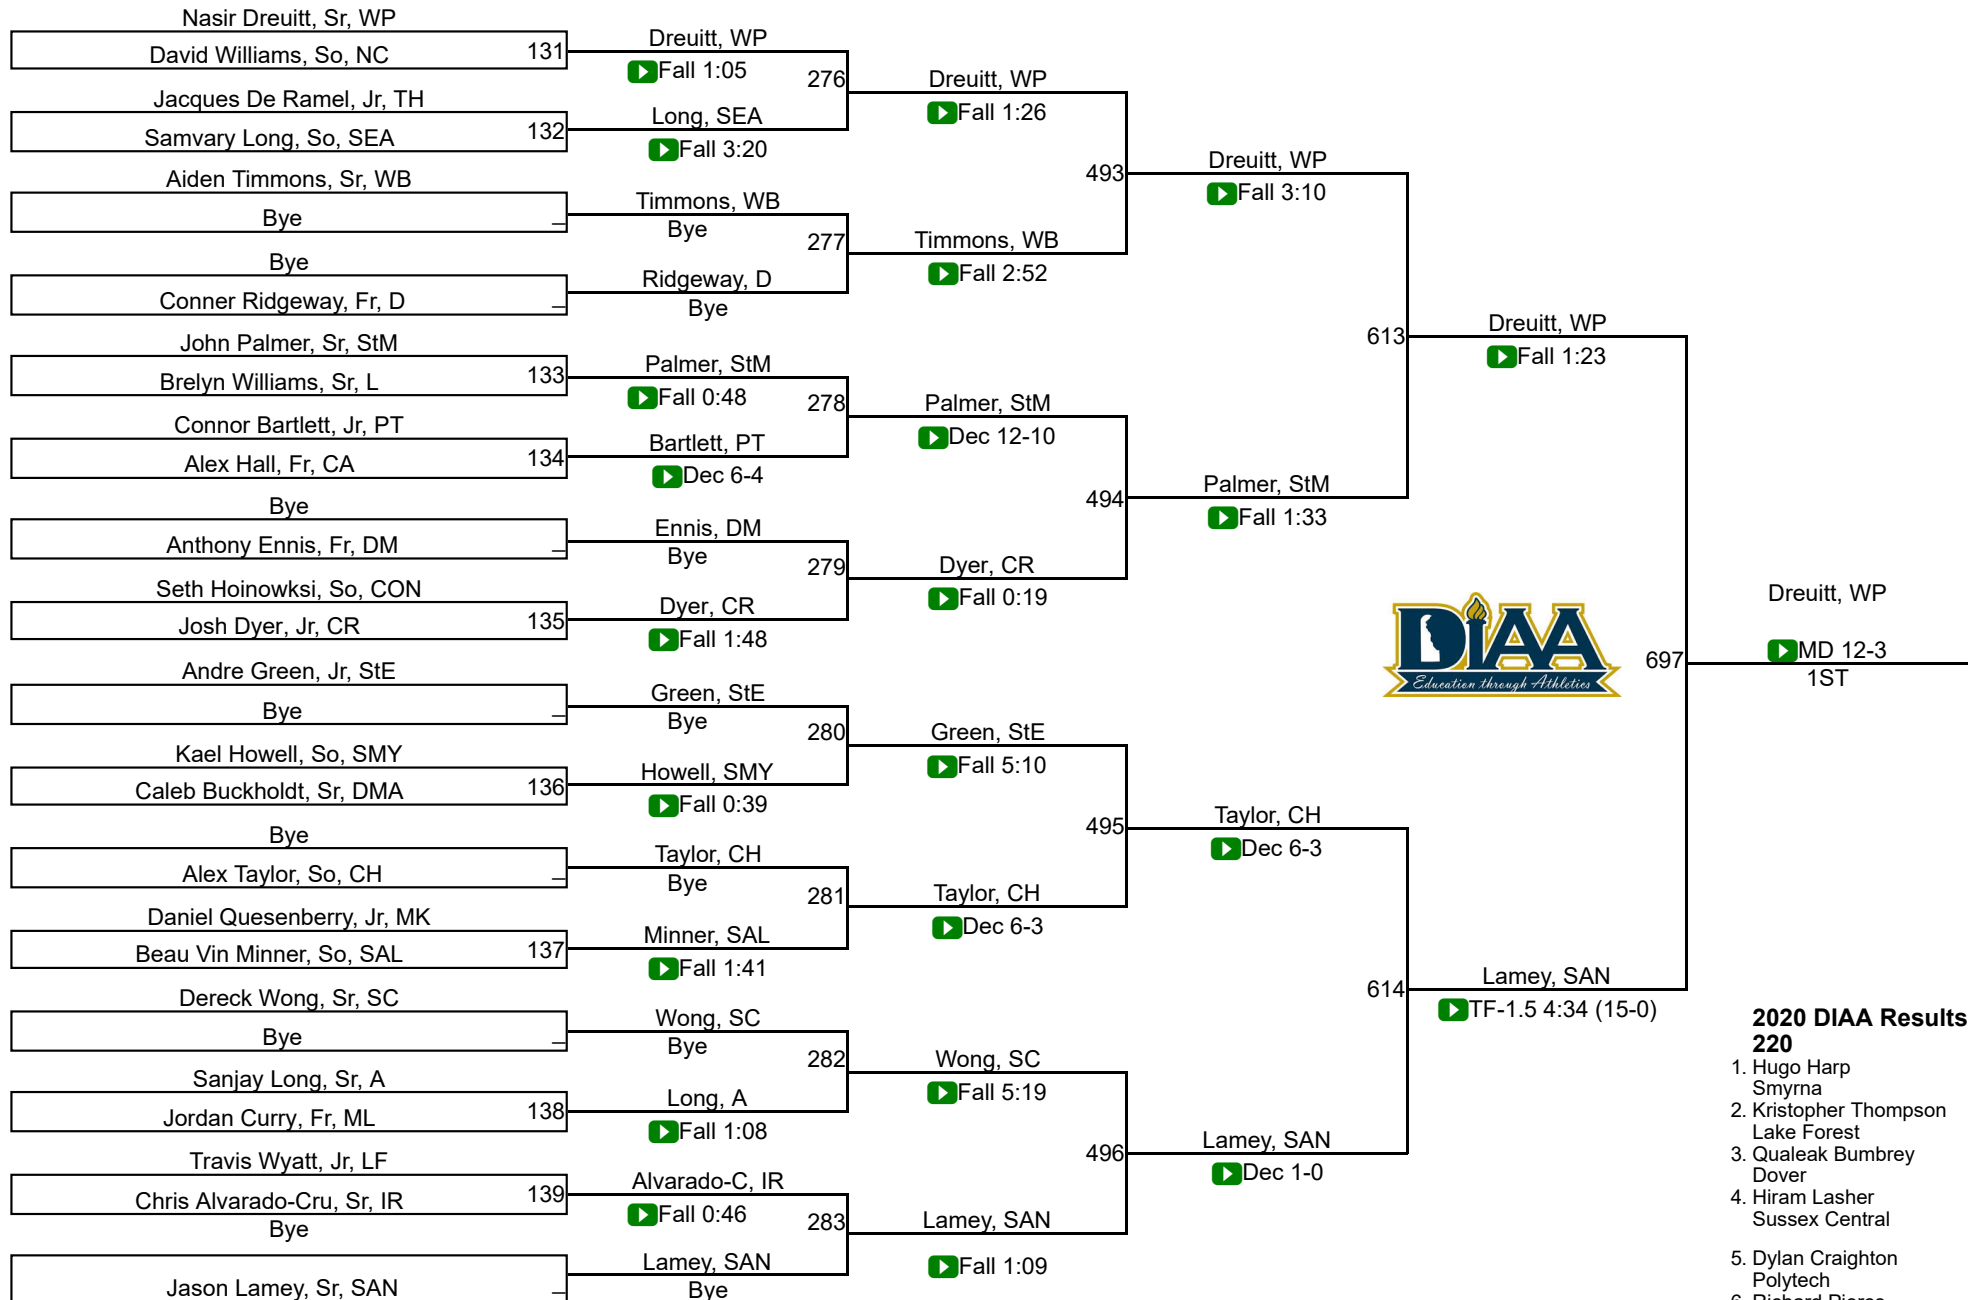 Nasir Dreuitt, Sr, WP
David Williams, So, NC
131
Jacques De Ramel, Jr, TH
Samvary Long, So, SEA
132
Aiden Timmons, Sr, WB
Bye
Bye
Conner Ridgeway, Fr, D
John Palmer, Sr, StM
Brelyn Williams, Sr, L
133
Connor Bartlett, Jr, PT
Alex Hall, Fr, CA
134
Bye
Anthony Ennis, Fr, DM
Seth Hoinowksi, So, CON
Josh Dyer, Jr, CR
135
Andre Green, Jr, StE
Bye
Kael Howell, So, SMY
Caleb Buckholdt, Sr, DMA
136
Bye
Alex Taylor, So, CH
Daniel Quesenberry, Jr, MK
Beau Vin Minner, So, SAL
137
Dereck Wong, Sr, SC
Bye
Sanjay Long, Sr, A
Jordan Curry, Fr, ML
138
Travis Wyatt, Jr, LF
Chris Alvarado-Cru, Sr, IR
139
Bye
Jason Lamey, Sr, SAN
Dreuitt, WP
Fall 1:05
276
Long, SEA
Fall 3:20
Timmons, WB
Bye
277
Ridgeway, D
Bye
Palmer, StM
Fall 0:48
278
Bartlett, PT
Dec 6-4
Ennis, DM
Bye
279
Dyer, CR
Fall 1:48
Green, StE
Bye
280
Howell, SMY
Fall 0:39
Taylor, CH
Bye
281
Minner, SAL
Fall 1:41
Wong, SC
Bye
282
Long, A
Fall 1:08
Alvarado-C, IR
Fall 0:46
283
Lamey, SAN
Bye
Dreuitt, WP
Fall 1:26
493
Timmons, WB
Fall 2:52
Palmer, StM
Dec 12-10
494
Dyer, CR
Fall 0:19
Green, StE
Fall 5:10
495
Taylor, CH
Dec 6-3
Wong, SC
Fall 5:19
496
Lamey, SAN
Fall 1:09
Dreuitt, WP
Fall 3:10
613
Palmer, StM
Fall 1:33
Taylor, CH
Dec 6-3
614
Lamey, SAN
Dec 1-0
Dreuitt, WP
Fall 1:23
697
Lamey, SAN
TF-1.5 4:34 (15-0)
DIAA
Education through Athletics
Dreuitt, WP
MD 12-3
1ST
2020 DIAA Results
220
1. Hugo Harp
Smyrna
2. Kristopher Thompson
Lake Forest
3. Qualeak Bumbrey
Dover
4. Hiram Lasher
Sussex Central
5. Dylan Craighton
Polytech